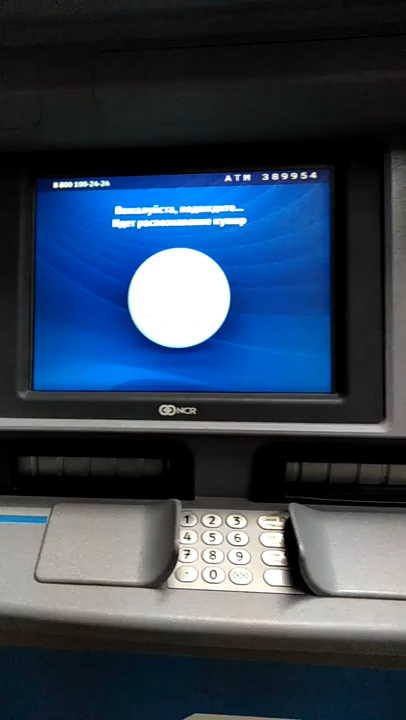 8 800 100-24-24
ATM 389954
Пожалуйста, подождите...
Идет распознавание купюр
NCR
1 2 3
4 5 6
7 8 9
0 000